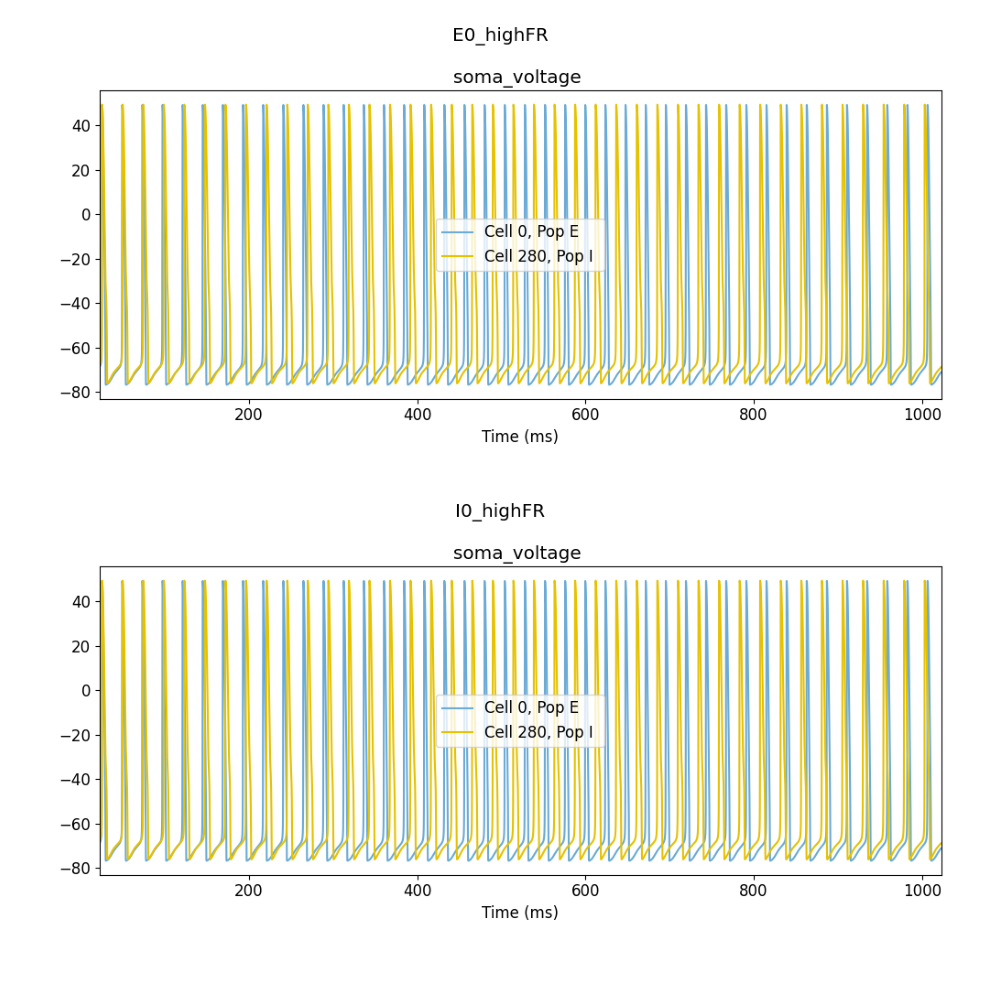 E0_highFR
soma_voltage
40
20
0
−20
−40
−60
−80
Cell 0, Pop E
Cell 280, Pop I
200 400 600 800 1000
Time (ms)
I0_highFR
soma_voltage
40
20
0
−20
−40
−60
−80
Cell 0, Pop E
Cell 280, Pop I
200 400 600 800 1000
Time (ms)